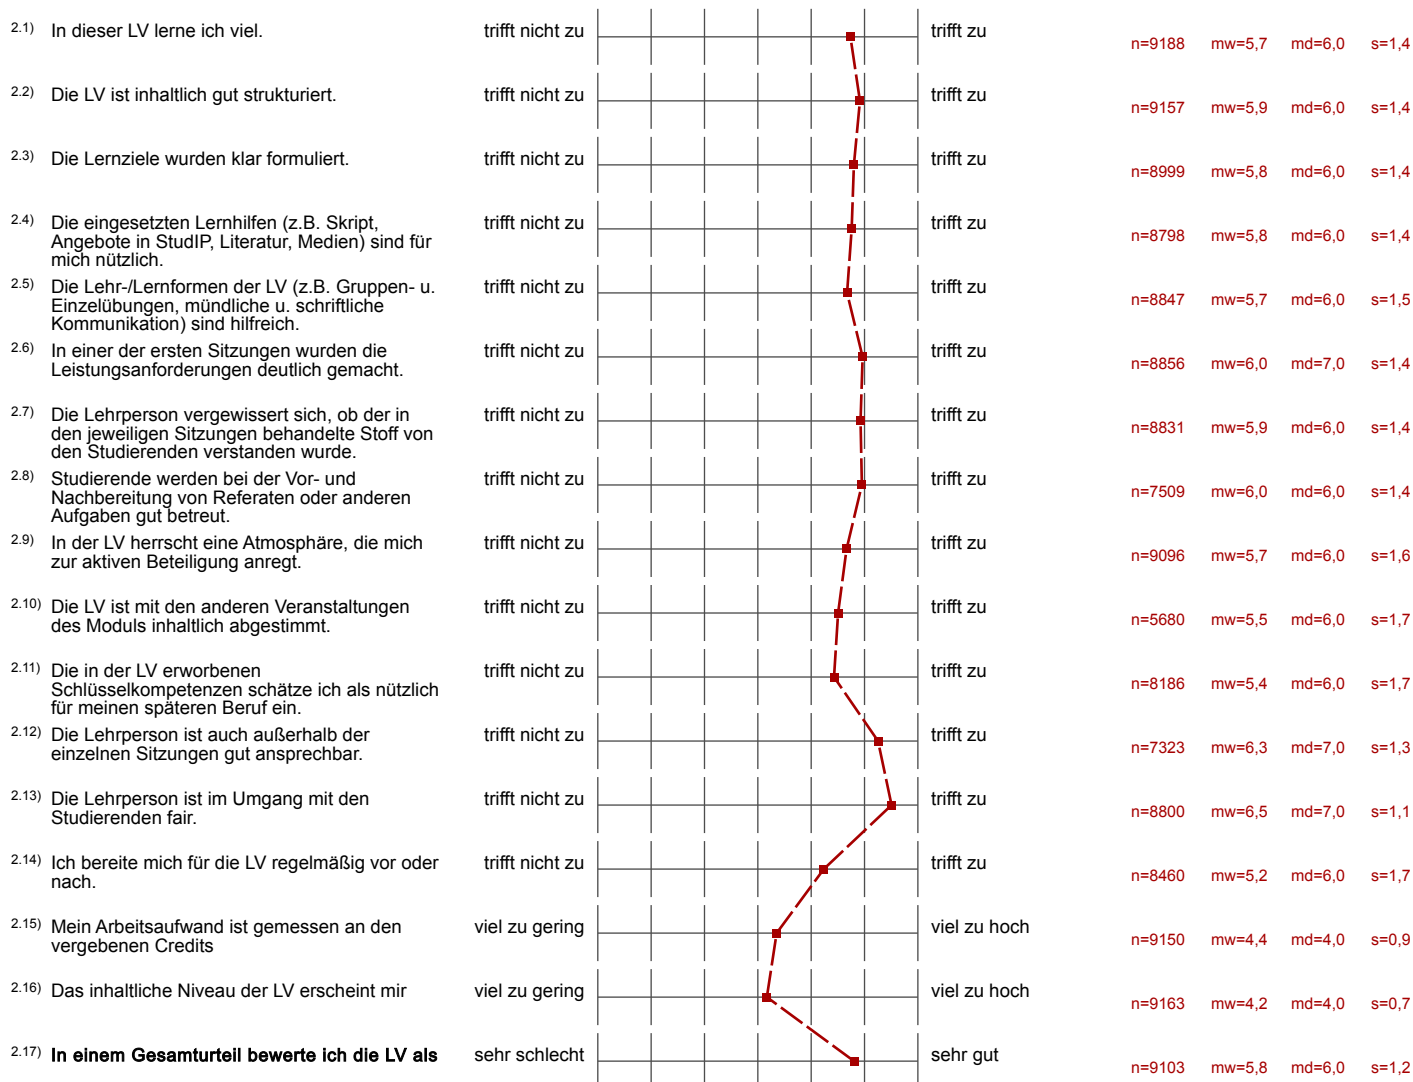 2.1) In dieser LV lerne ich viel. trifft nicht zu trifft zu n=9188 mw=5,7 md=6,0 s=1,4
2.2) Die LV ist inhaltlich gut strukturiert. trifft nicht zu trifft zu n=9157 mw=5,9 md=6,0 s=1,4
2.3) Die Lernziele wurden klar formuliert. trifft nicht zu trifft zu n=8999 mw=5,8 md=6,0 s=1,4
2.4) Die eingesetzten Lernhilfen (z.B. Skript, trifft nicht zu trifft zu n=8798 mw=5,8 md=6,0 s=1,4
Angebote in StudIP, Literatur, Medien) sind für
mich nützlich.
2.5) Die Lehr-/Lernformen der LV (z.B. Gruppen- u. trifft nicht zu trifft zu n=8847 mw=5,7 md=6,0 s=1,5
Einzelübungen, mündliche u. schriftliche
Kommunikation) sind hilfreich.
2.6) In einer der ersten Sitzungen wurden die trifft nicht zu trifft zu n=8856 mw=6,0 md=7,0 s=1,4
Leistungsanforderungen deutlich gemacht.
2.7) Die Lehrperson vergewissert sich, ob der in trifft nicht zu trifft zu n=8831 mw=5,9 md=6,0 s=1,4
den jeweiligen Sitzungen behandelte Stoff von
den Studierenden verstanden wurde.
2.8) Studierende werden bei der Vor- und trifft nicht zu trifft zu n=7509 mw=6,0 md=6,0 s=1,4
Nachbereitung von Referaten oder anderen
Aufgaben gut betreut.
2.9) In der LV herrscht eine Atmosphäre, die mich trifft nicht zu trifft zu n=9096 mw=5,7 md=6,0 s=1,6
zur aktiven Beteiligung anregt.
2.10) Die LV ist mit den anderen Veranstaltungen trifft nicht zu trifft zu n=5680 mw=5,5 md=6,0 s=1,7
des Moduls inhaltlich abgestimmt.
2.11) Die in der LV erworbenen trifft nicht zu trifft zu n=8186 mw=5,4 md=6,0 s=1,7
Schlüsselkompetenzen schätze ich als nützlich
für meinen späteren Beruf ein.
2.12) Die Lehrperson ist auch außerhalb der trifft nicht zu trifft zu n=7323 mw=6,3 md=7,0 s=1,3
einzelnen Sitzungen gut ansprechbar.
2.13) Die Lehrperson ist im Umgang mit den trifft nicht zu trifft zu n=8800 mw=6,5 md=7,0 s=1,1
Studierenden fair.
2.14) Ich bereite mich für die LV regelmäßig vor oder trifft nicht zu trifft zu n=8460 mw=5,2 md=6,0 s=1,7
nach.
2.15) Mein Arbeitsaufwand ist gemessen an den viel zu gering viel zu hoch n=9150 mw=4,4 md=4,0 s=0,9
vergebenen Credits
2.16) Das inhaltliche Niveau der LV erscheint mir viel zu gering viel zu hoch n=9163 mw=4,2 md=4,0 s=0,7
2.17) In einem Gesamturteil bewerte ich die LV als sehr schlecht sehr gut n=9103 mw=5,8 md=6,0 s=1,2